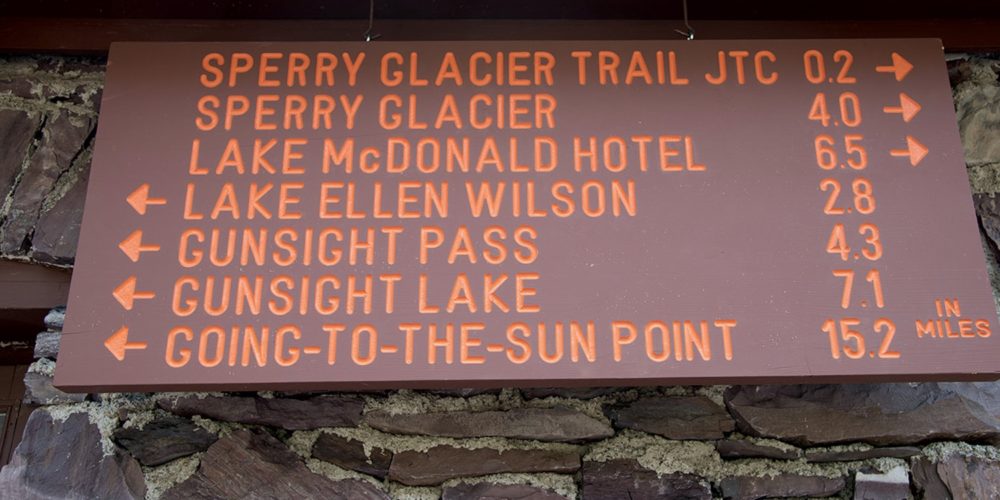 SPERRY GLACIER TRAIL JTC 0.2 →
SPERRY GLACIER 4.0 →
LAKE McDONALD HOTEL 6.5 →
← LAKE ELLEN WILSON 2.8
← GUNSIGHT PASS 4.3
← GUNSIGHT LAKE 7.1
← GOING-TO-THE-SUN POINT 15.2 IN MILES